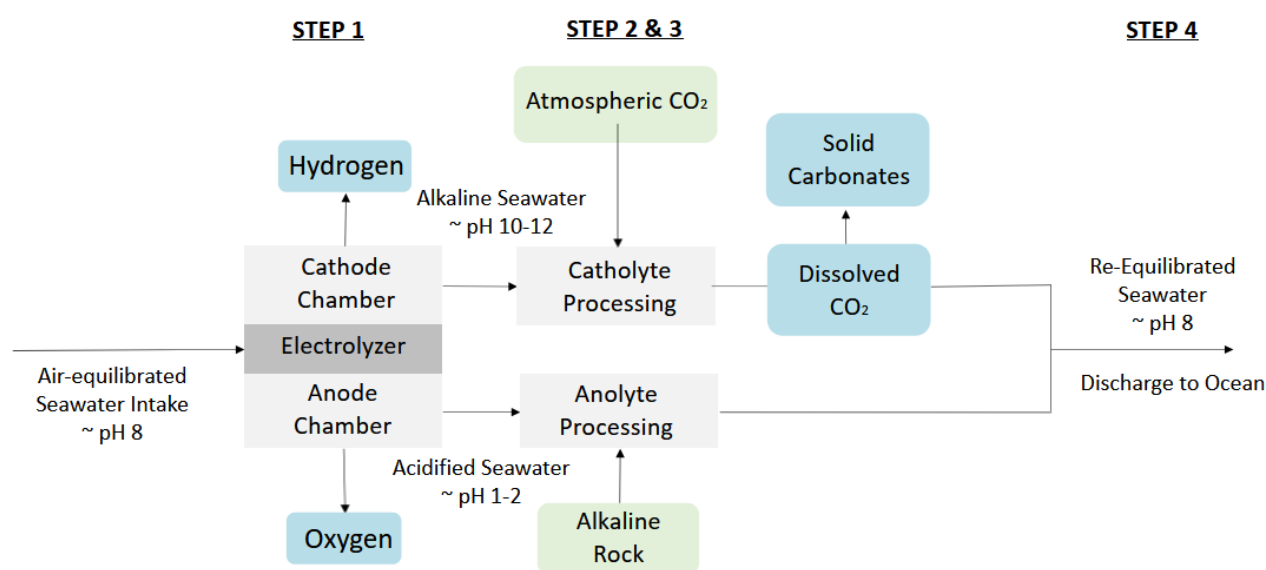 STEP 1
STEP 2 & 3
STEP 4
Atmospheric CO₂
Solid
Carbonates
Hydrogen
Alkaline Seawater
~ pH 10-12
Cathode
Chamber
Catholyte
Processing
Dissolved
CO₂
Re-Equilibrated
Seawater
~ pH 8
Electrolyzer
Air-equilibrated
Seawater Intake
~ pH 8
Discharge to Ocean
Anode
Chamber
Anolyte
Processing
Acidified Seawater
~ pH 1-2
Oxygen
Alkaline
Rock